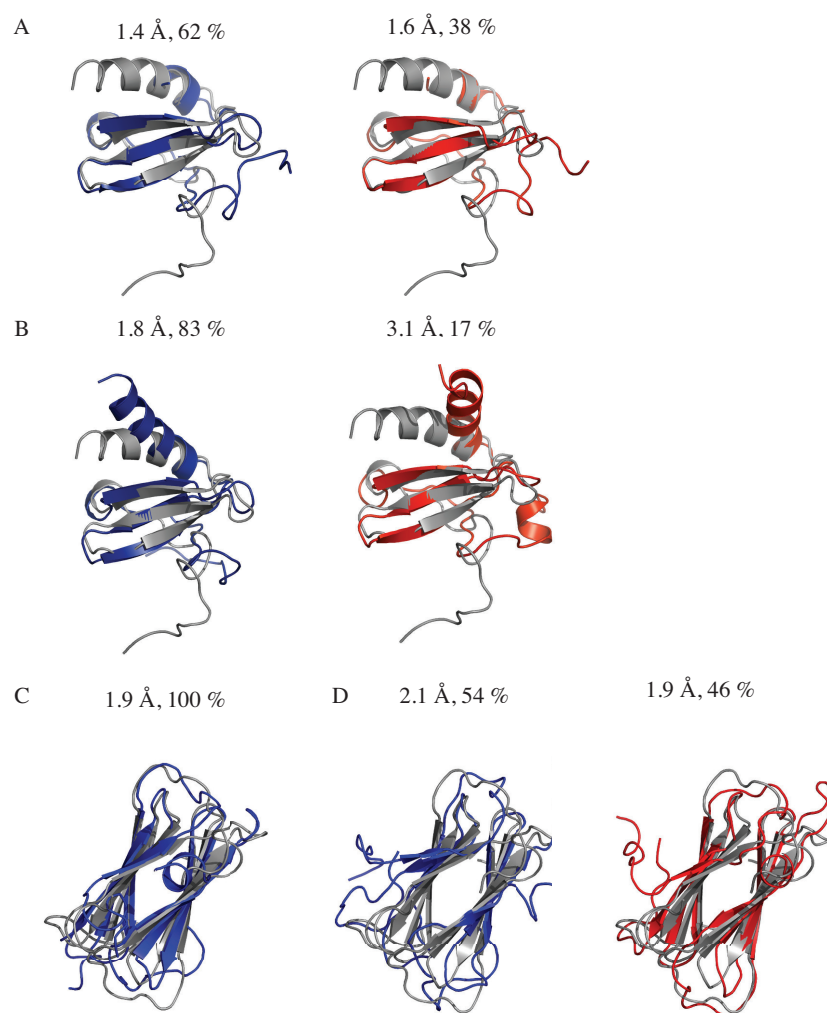 A 1.4 Å, 62 % 1.6 Å, 38 %
B 1.8 Å, 83 % 3.1 Å, 17 %
C 1.9 Å, 100 % D 2.1 Å, 54 % 1.9 Å, 46 %